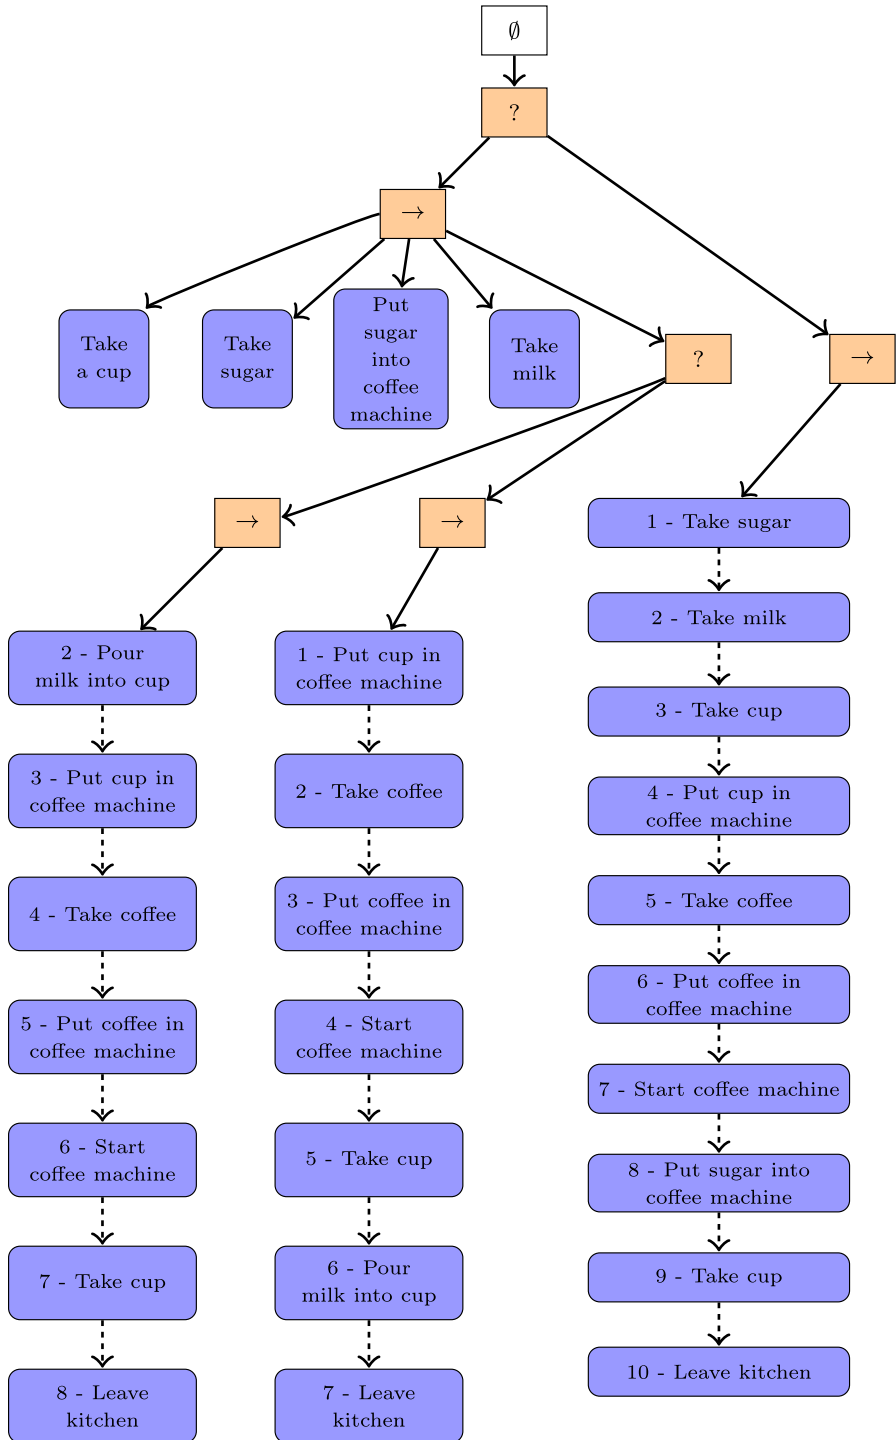 ∅
?
→
Take
a cup
Take
sugar
Put
sugar
into
coffee
machine
Take
milk
?
→
→
→
2 - Pour
milk into cup
3 - Put cup in
coffee machine
4 - Take coffee
5 - Put coffee in
coffee machine
6 - Start
coffee machine
7 - Take cup
8 - Leave
kitchen
1 - Put cup in
coffee machine
2 - Take coffee
3 - Put coffee in
coffee machine
4 - Start
coffee machine
5 - Take cup
6 - Pour
milk into cup
7 - Leave
kitchen
1 - Take sugar
2 - Take milk
3 - Take cup
4 - Put cup in
coffee machine
5 - Take coffee
6 - Put coffee in
coffee machine
7 - Start coffee machine
8 - Put sugar into
coffee machine
9 - Take cup
10 - Leave kitchen